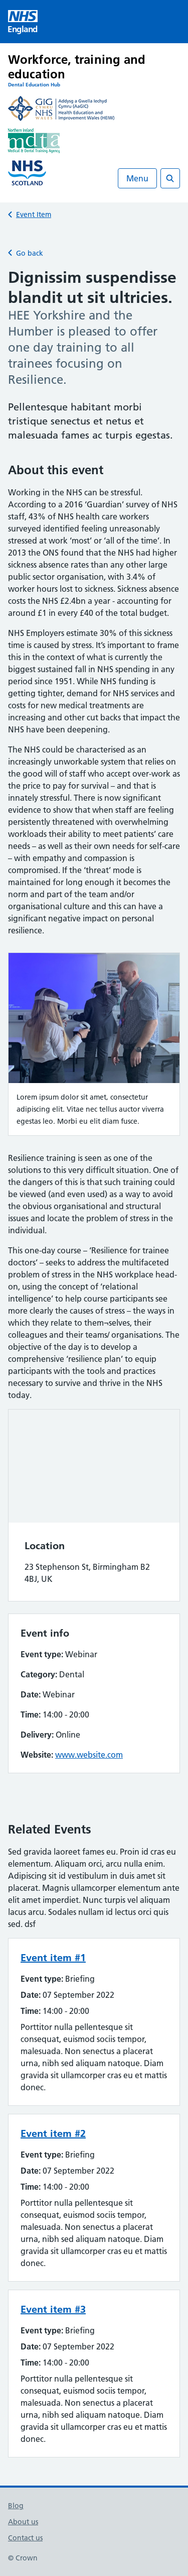 NHS
England
Workforce, training and
education
Dental Education Hub
GIG
CYMRU
NHS
WALES
Addysg a Gwella Iechyd
Cymru (AaGIC)
Health Education and
Improvement Wales (HEIW)
Northern Ireland
mdta
Medical and Dental Training Agency
NHS
SCOTLAND
Menu
Event Item
Go back
Dignissim suspendisse
blandit ut sit ultricies.
HEE Yorkshire and the
Humber is pleased to offer
one day training to all
trainees focusing on
Resilience.
Pellentesque habitant morbi
tristique senectus et netus et
malesuada fames ac turpis egestas.
About this event
Working in the NHS can be stressful.
According to a 2016 ‘Guardian’ survey of NHS
staff, 43% of NHS health care workers
surveyed identified feeling unreasonably
stressed at work ‘most’ or ‘all of the time’. In
2013 the ONS found that the NHS had higher
sickness absence rates than any other large
public sector organisation, with 3.4% of
worker hours lost to sickness. Sickness absence
costs the NHS £2.4bn a year - accounting for
around £1 in every £40 of the total budget.
NHS Employers estimate 30% of this sickness
time is caused by stress. It’s important to frame
this in the context of what is currently the
biggest sustained fall in NHS spending in any
period since 1951. While NHS funding is
getting tighter, demand for NHS services and
costs for new medical treatments are
increasing and other cut backs that impact the
NHS have been deepening.
The NHS could be characterised as an
increasingly unworkable system that relies on
the good will of staff who accept over-work as
the price to pay for survival – and that is
innately stressful. There is now significant
evidence to show that when staff are feeling
persistently threatened with overwhelming
workloads their ability to meet patients’ care
needs – as well as their own needs for self-care
– with empathy and compassion is
compromised. If the ‘threat’ mode is
maintained for long enough it becomes the
norm and part of the team and/or
organisational culture and this can have a
significant negative impact on personal
resilience.
Lorem ipsum dolor sit amet, consectetur
adipiscing elit. Vitae nec tellus auctor viverra
egestas leo. Morbi eu elit diam fusce.
Resilience training is seen as one of the
solutions to this very difficult situation. One of
the dangers of this is that such training could
be viewed (and even used) as a way to avoid
the obvious organisational and structural
issues and locate the problem of stress in the
individual.
This one-day course – ‘Resilience for trainee
doctors’ – seeks to address the multifaceted
problem of stress in the NHS workplace head-
on, using the concept of ‘relational
intelligence’ to help course participants see
more clearly the causes of stress – the ways in
which they relate to them¬selves, their
colleagues and their teams/ organisations. The
objective of the day is to develop a
comprehensive ‘resilience plan’ to equip
participants with the tools and practices
necessary to survive and thrive in the NHS
today.
Location
23 Stephenson St, Birmingham B2
4BJ, UK
Event info
Event type: Webinar
Category: Dental
Date: Webinar
Time: 14:00 - 20:00
Delivery: Online
Website: www.website.com
Related Events
Sed gravida laoreet fames eu. Proin id cras eu
elementum. Aliquam orci, arcu nulla enim.
Adipiscing sit id vestibulum in duis amet sit
placerat. Magnis ullamcorper elementum ante
elit amet imperdiet. Nunc turpis vel aliquam
lacus arcu. Sodales nullam id lectus orci quis
sed. dsf
Event item #1
Event type: Briefing
Date: 07 September 2022
Time: 14:00 - 20:00
Porttitor nulla pellentesque sit
consequat, euismod sociis tempor,
malesuada. Non senectus a placerat
urna, nibh sed aliquam natoque. Diam
gravida sit ullamcorper cras eu et mattis
donec.
Event item #2
Event type: Briefing
Date: 07 September 2022
Time: 14:00 - 20:00
Porttitor nulla pellentesque sit
consequat, euismod sociis tempor,
malesuada. Non senectus a placerat
urna, nibh sed aliquam natoque. Diam
gravida sit ullamcorper cras eu et mattis
donec.
Event item #3
Event type: Briefing
Date: 07 September 2022
Time: 14:00 - 20:00
Porttitor nulla pellentesque sit
consequat, euismod sociis tempor,
malesuada. Non senectus a placerat
urna, nibh sed aliquam natoque. Diam
gravida sit ullamcorper cras eu et mattis
donec.
Blog
About us
Contact us
© Crown